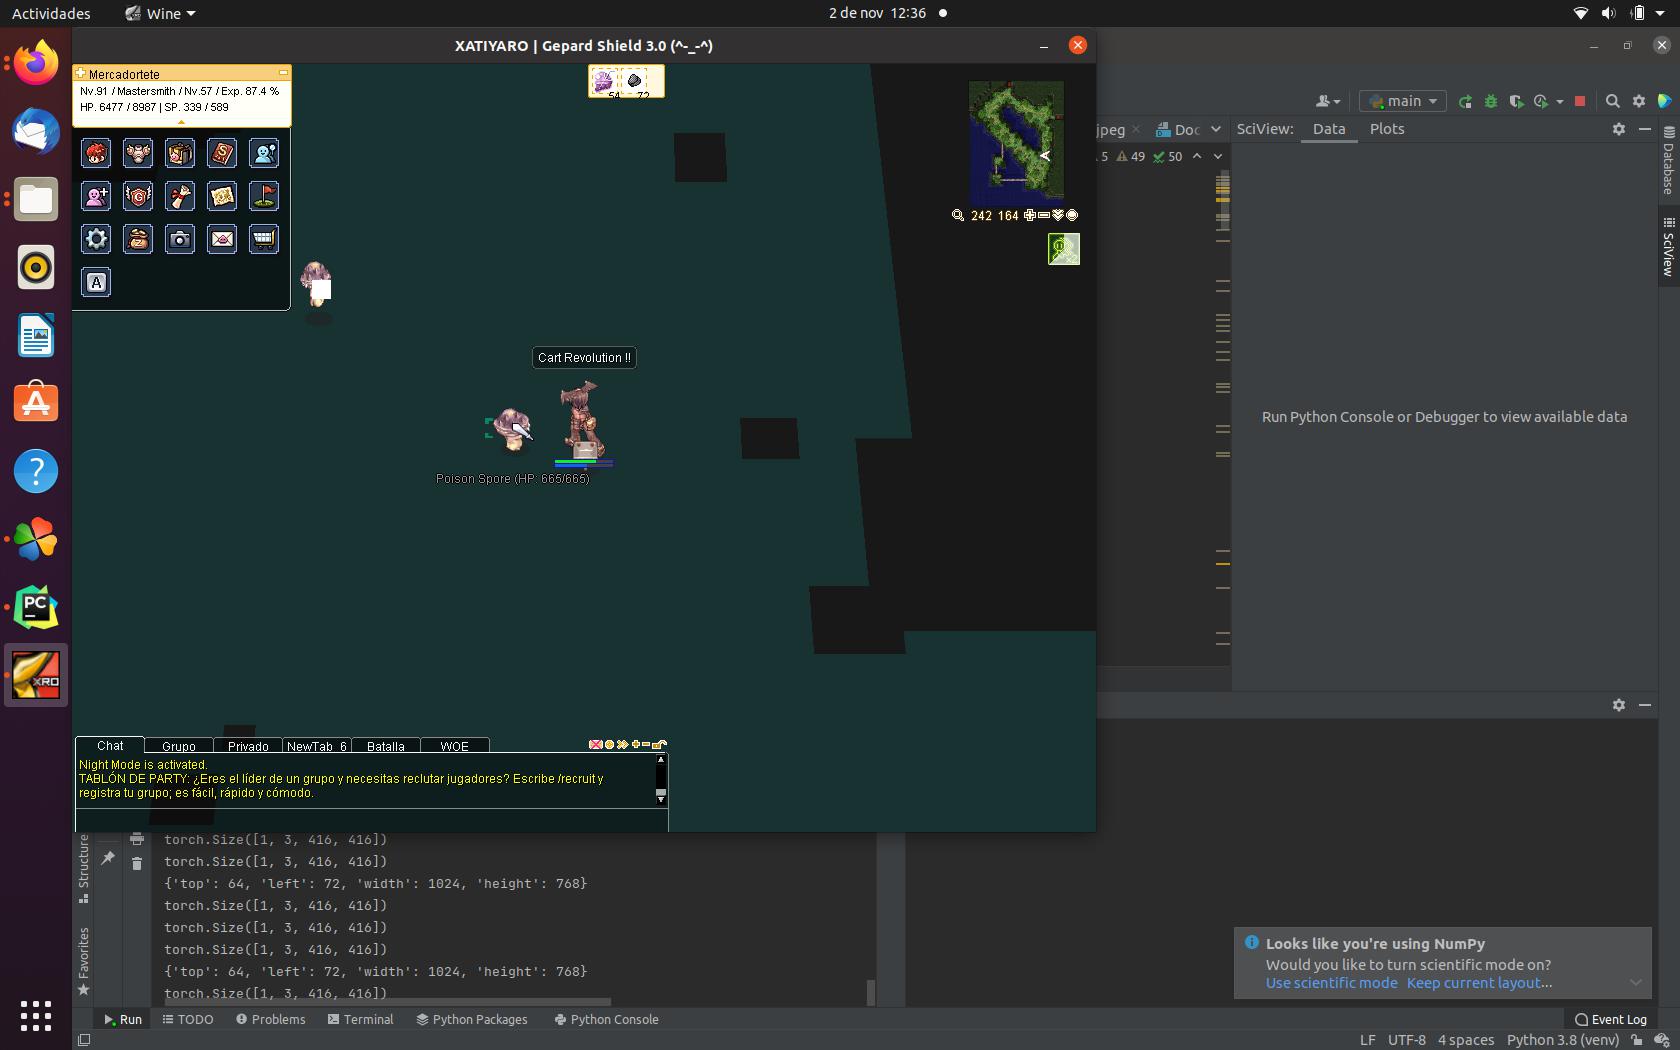 Actividades
Wine
2 de nov 12:36
XATIYARO | Gepard Shield 3.0 (^-_-^)
Mercadortete
Nv.91 / Mastersmith / Nv.57 / Exp. 87.4 %
HP. 6477 / 8987 | SP. 339 / 589
54 72
242 164
Cart Revolution !!
Poison Spore (HP: 665/665)
A
Chat Grupo Privado NewTab_6 Batalla WOE
Night Mode is activated.
TABLÓN DE PARTY: ¿Eres el líder de un grupo y necesitas reclutar jugadores? Escribe /recruit y
registra tu grupo; es fácil, rápido y cómodo.
main
jpeg
Doc
SciView: Data Plots
5 49 50
Database
SciView
Run Python Console or Debugger to view available data
PC
XRO
Structure
Favorites
torch.Size([1, 3, 416, 416])
torch.Size([1, 3, 416, 416])
{'top': 64, 'left': 72, 'width': 1024, 'height': 768}
torch.Size([1, 3, 416, 416])
torch.Size([1, 3, 416, 416])
torch.Size([1, 3, 416, 416])
{'top': 64, 'left': 72, 'width': 1024, 'height': 768}
torch.Size([1, 3, 416, 416])
Looks like you're using NumPy
Would you like to turn scientific mode on?
Use scientific mode Keep current layout...
Run TODO Problems Terminal Python Packages Python Console
Event Log
LF UTF-8 4 spaces Python 3.8 (venv)